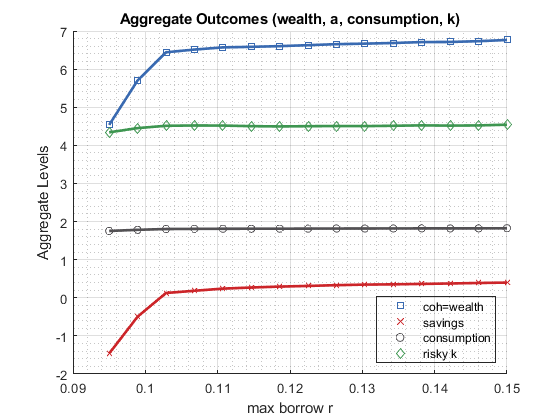 Aggregate Outcomes (wealth, a, consumption, k)
7
6
5
4
3
2
1
0
-1
-2
Aggregate Levels
coh=wealth
savings
consumption
risky k
0.09
0.1
0.11
0.12
0.13
0.14
0.15
max borrow r